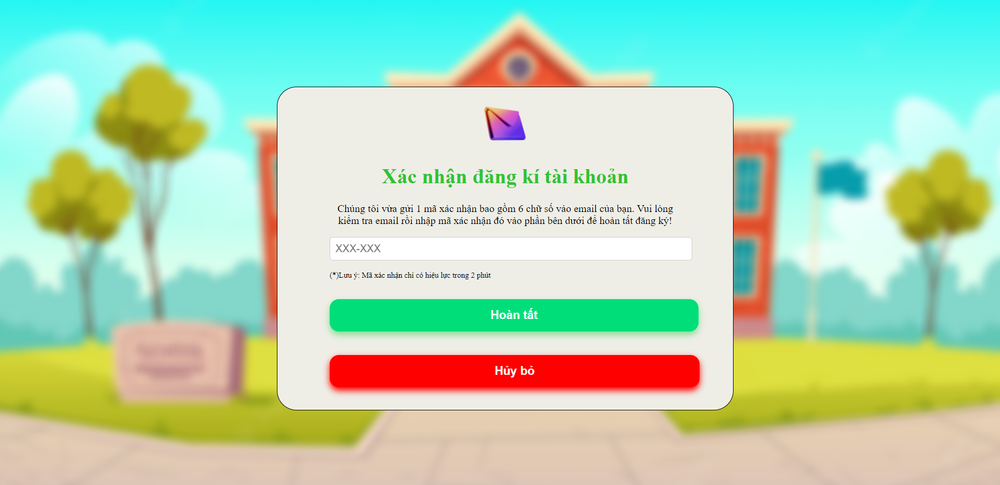 Xác nhận đăng kí tài khoản
Chúng tôi vừa gửi 1 mã xác nhận bao gồm 6 chữ số vào email của bạn. Vui lòng
kiểm tra email rồi nhập mã xác nhận đó vào phần bên dưới để hoàn tất đăng ký!
XXX-XXX
(*)Lưu ý: Mã xác nhận chỉ có hiệu lực trong 2 phút
Hoàn tất
Hủy bỏ